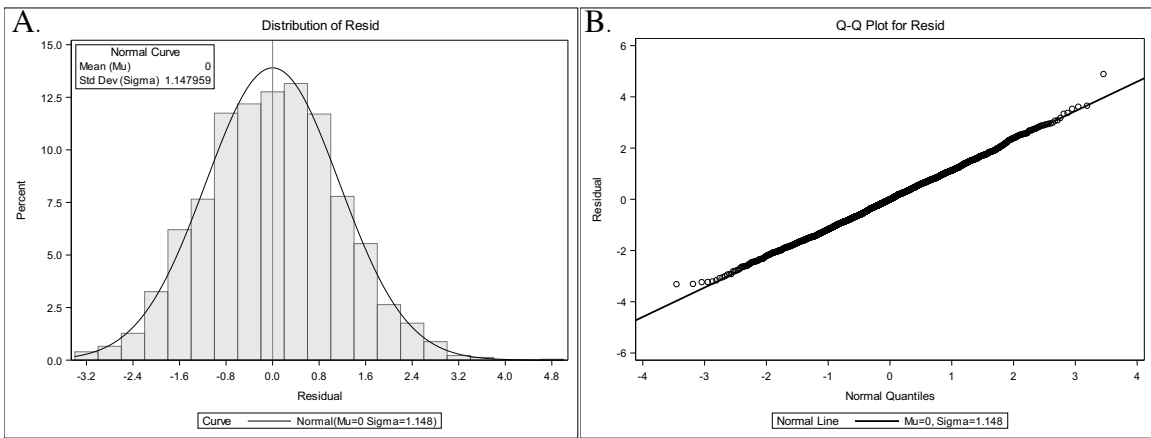 A.
Distribution of Resid
15.0
12.5
10.0
7.5
5.0
2.5
0.0
Percent
Normal Curve
Mean (Mu) 0
Std Dev (Sigma) 1.147959
-3.2 -2.4 -1.6 -0.8 0.0 0.8 1.6 2.4 3.2 4.8
Residual
Curve Normal(Mu=0 Sigma=1.148)
B.
Q-Q Plot for Resid
6
4
2
0
-2
-4
-6
Residual
-4 -3 -2 -1 0 1 2 3 4
Normal Quantiles
Normal Line Mu=0, Sigma=1.148